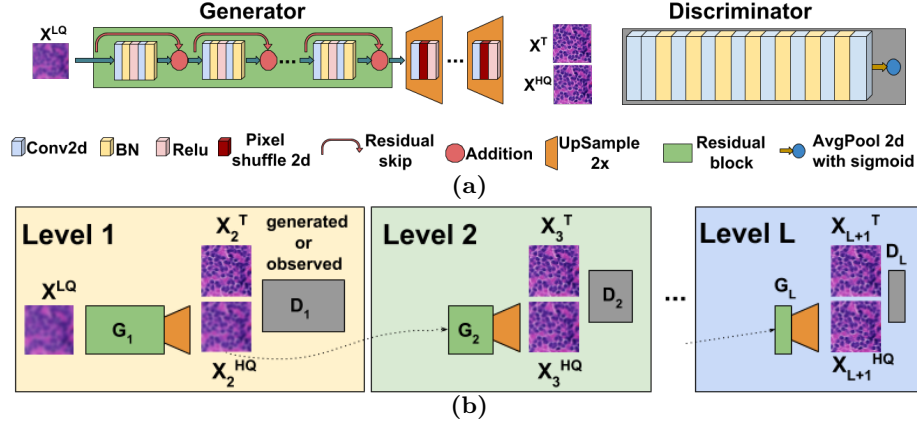 Generator
Discriminator
X^LQ
...
...
X^T
X^HQ
Conv2d
BN
Relu
Pixel
shuffle 2d
Residual
skip
Addition
UpSample
2x
Residual
block
AvgPool 2d
with sigmoid
(a)
Level 1
X_2^T
generated
or
observed
X^LQ
G_1
D_1
X_2^HQ
Level 2
X_3^T
G_2
D_2
X_3^HQ
...
Level L
X_L+1^T
D_L
G_L
X_L+1^HQ
(b)